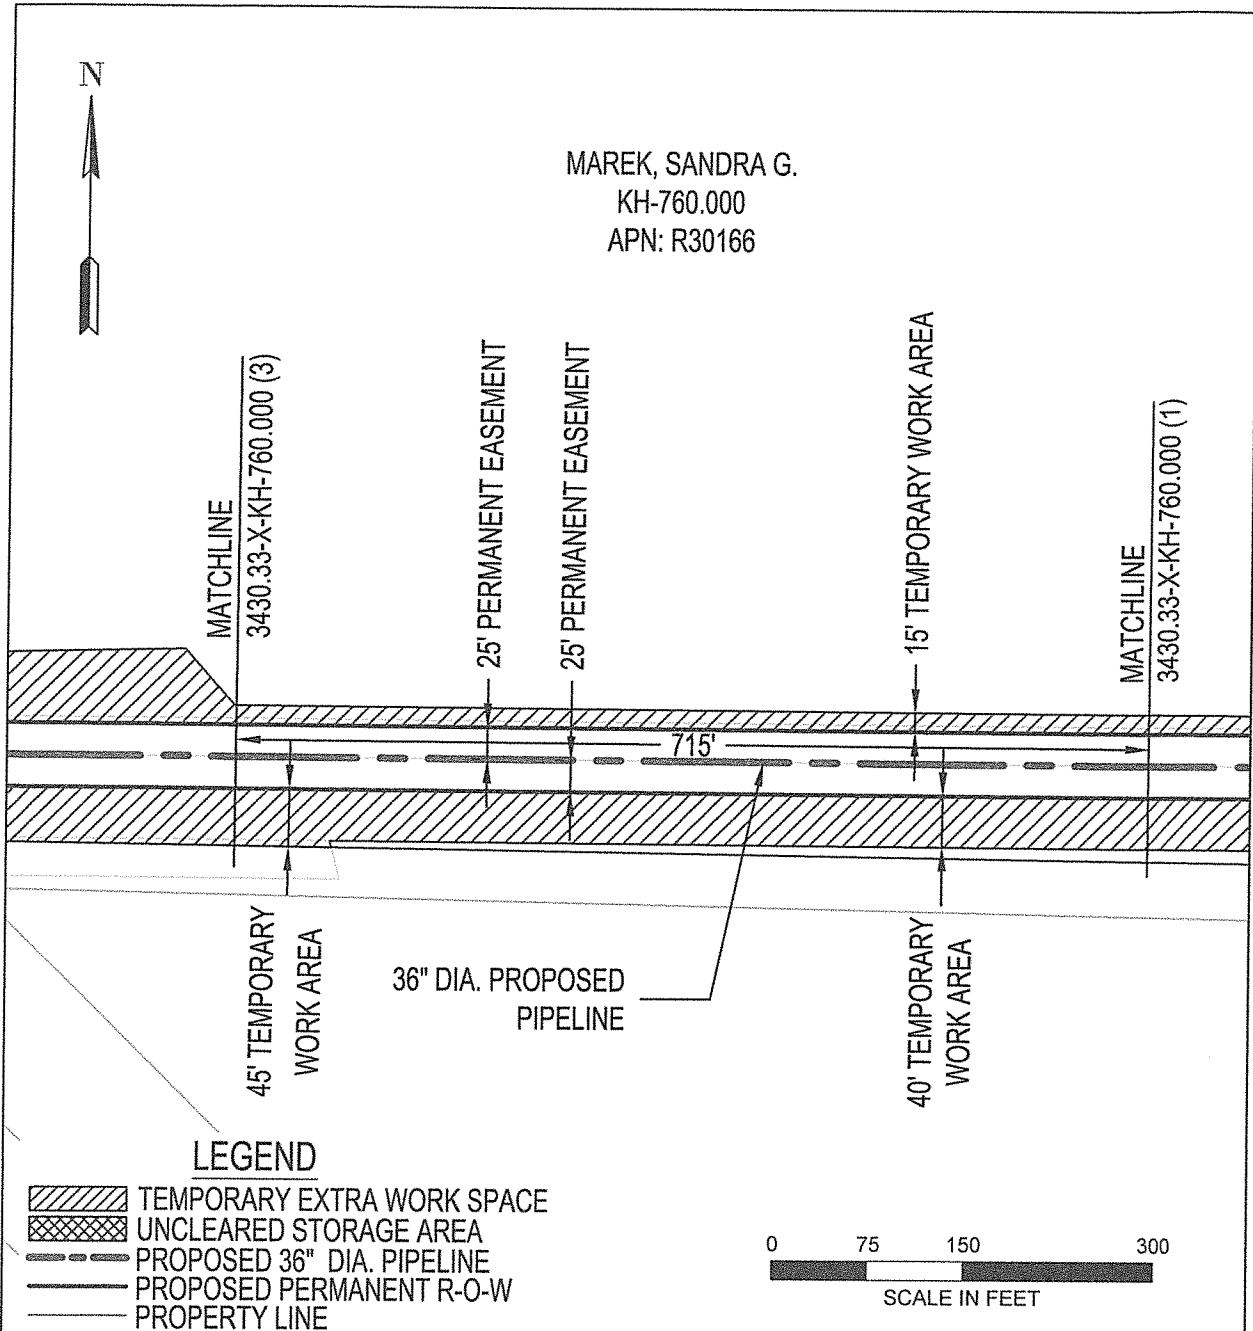 N
MAREK, SANDRA G.
KH-760.000
APN: R30166
MATCHLINE
3430.33-X-KH-760.000 (3)
25' PERMANENT EASEMENT
25' PERMANENT EASEMENT
15' TEMPORARY WORK AREA
MATCHLINE
3430.33-X-KH-760.000 (1)
715'
45' TEMPORARY
WORK AREA
36" DIA. PROPOSED
PIPELINE
40' TEMPORARY
WORK AREA
LEGEND
TEMPORARY EXTRA WORK SPACE
UNCLEARED STORAGE AREA
PROPOSED 36" DIA. PIPELINE
PROPOSED PERMANENT R-O-W
PROPERTY LINE
0 75 150 300
SCALE IN FEET